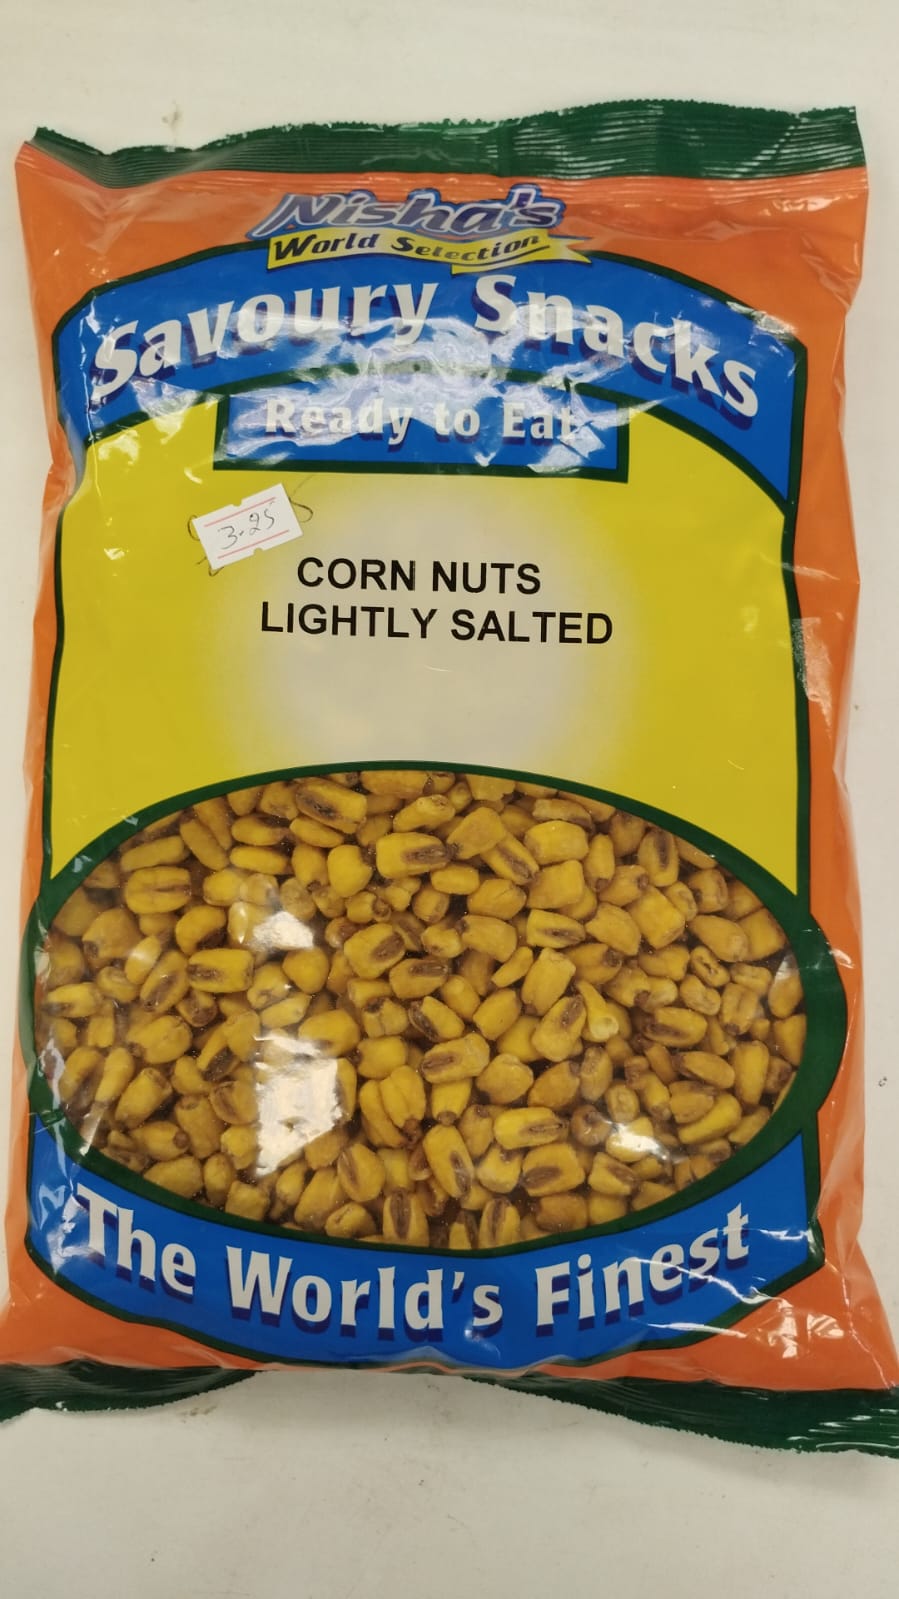 Nisha's
World Selection
Savoury Snacks
Ready to Eat
3.25
CORN NUTS
LIGHTLY SALTED
The World's Finest